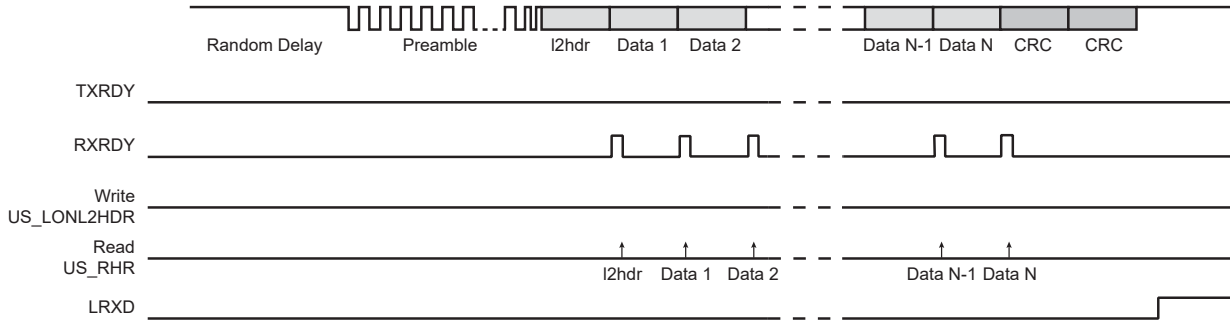 Random Delay Preamble l2hdr Data 1 Data 2 Data N-1 Data N CRC CRC
TXRDY
RXRDY
Write
US_LONL2HDR
Read
US_RHR
l2hdr Data 1 Data 2 Data N-1 Data N
LRXD